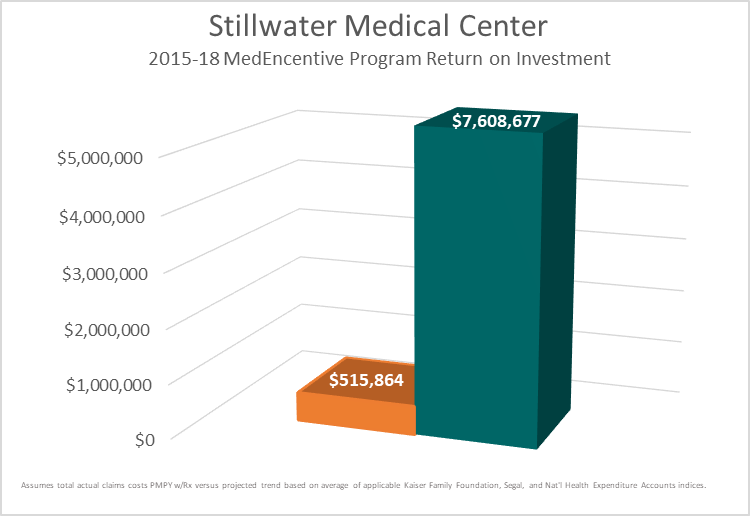 Stillwater Medical Center
2015-18 MedEncentive Program Return on Investment
$7,608,677
$5,000,000
$4,000,000
$3,000,000
$2,000,000
$515,864
$1,000,000
$0
Assumes total actual claims costs PMPY w/Rx versus projected trend based on average of applicable Kaiser Family Foundation, Segal, and Nat'l Health Expenditure Accounts indices.